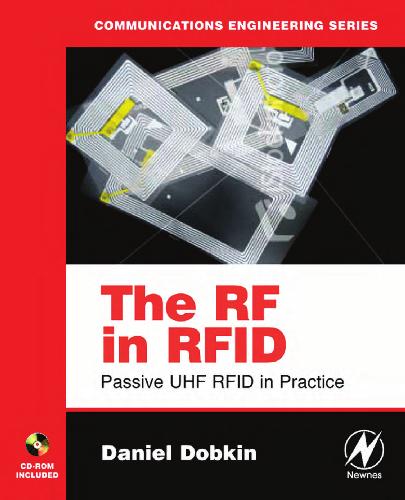 COMMUNICATIONS ENGINEERING SERIES
The RF
in RFID
Passive UHF RFID in Practice
CD-ROM
INCLUDED
Daniel Dobkin
Newnes